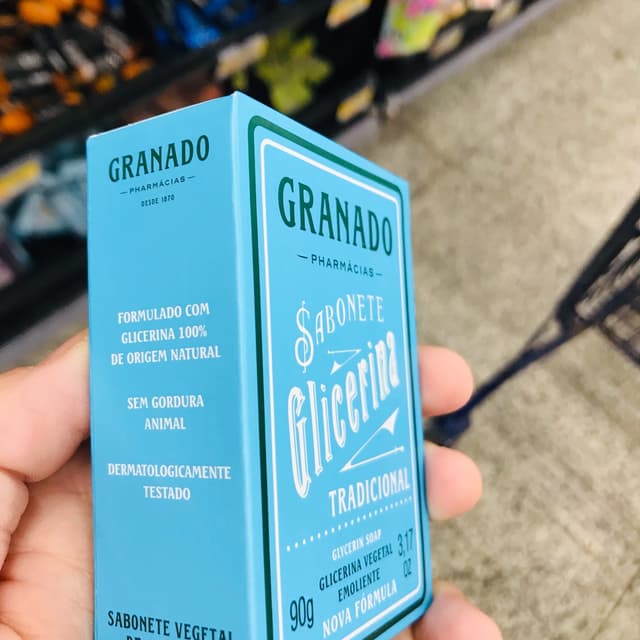 GRANADO
PHARMÁCIAS
DESDE 1870
FORMULADO COM
GLICERINA 100%
DE ORIGEM NATURAL
SEM GORDURA
ANIMAL
DERMATOLOGICAMENTE
TESTADO
SABONETE VEGETAL
GRANADO
PHARMÁCIAS
SABONETE
Glicerina
TRADICIONAL
GLYCERIN SOAP
GLICERINA VEGETAL
EMOLIENTE
NOVA FÓRMULA
90g
3,17
OZ